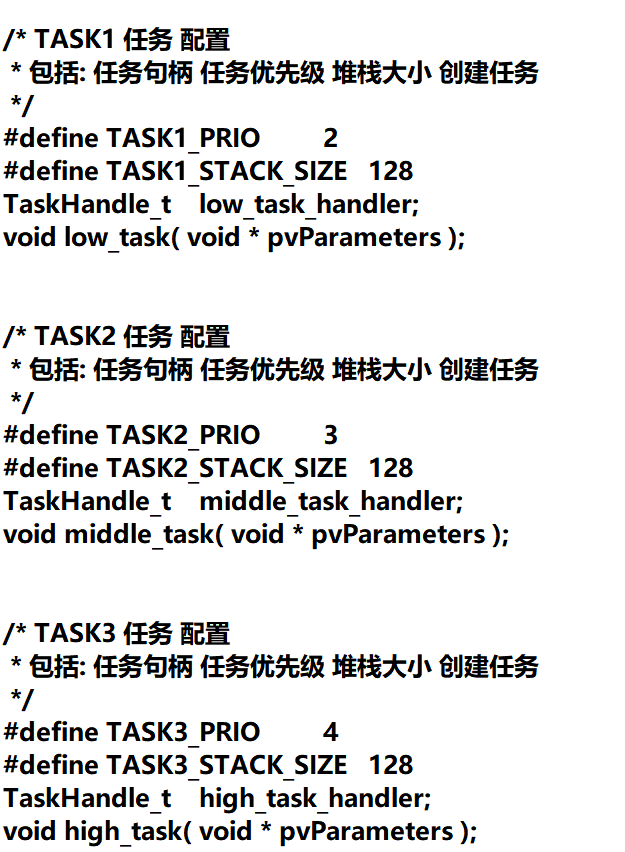 /* TASK1 任务 配置
 * 包括: 任务句柄 任务优先级 堆栈大小 创建任务
 */
#define TASK1_PRIO         2
#define TASK1_STACK_SIZE   128
TaskHandle_t    low_task_handler;
void low_task( void * pvParameters );
/* TASK2 任务 配置
 * 包括: 任务句柄 任务优先级 堆栈大小 创建任务
 */
#define TASK2_PRIO         3
#define TASK2_STACK_SIZE   128
TaskHandle_t    middle_task_handler;
void middle_task( void * pvParameters );
/* TASK3 任务 配置
 * 包括: 任务句柄 任务优先级 堆栈大小 创建任务
 */
#define TASK3_PRIO         4
#define TASK3_STACK_SIZE   128
TaskHandle_t    high_task_handler;
void high_task( void * pvParameters );